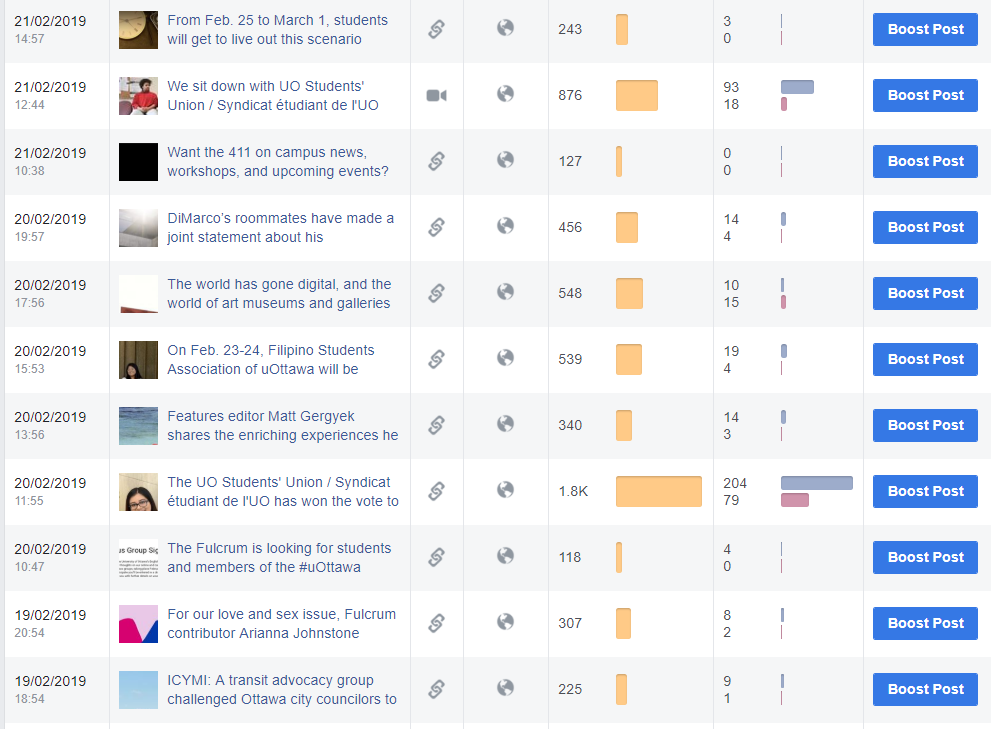 21/02/2019
14:57
From Feb. 25 to March 1, students
will get to live out this scenario
243
3
0
Boost Post
21/02/2019
12:44
We sit down with UO Students'
Union / Syndicat étudiant de l'UO
876
93
18
Boost Post
21/02/2019
10:38
Want the 411 on campus news,
workshops, and upcoming events?
127
0
0
Boost Post
20/02/2019
19:57
DiMarco's roommates have made a
joint statement about his
456
14
4
Boost Post
20/02/2019
17:56
The world has gone digital, and the
world of art museums and galleries
548
10
15
Boost Post
20/02/2019
15:53
On Feb. 23-24, Filipino Students
Association of uOttawa will be
539
19
4
Boost Post
20/02/2019
13:56
Features editor Matt Gergyek
shares the enriching experiences he
340
14
3
Boost Post
20/02/2019
11:55
The UO Students' Union / Syndicat
étudiant de l'UO has won the vote to
1.8K
204
79
Boost Post
20/02/2019
10:47
us Group Sig
The Fulcrum is looking for students
and members of the #uOttawa
118
4
0
Boost Post
19/02/2019
20:54
For our love and sex issue, Fulcrum
contributor Arianna Johnstone
307
8
2
Boost Post
19/02/2019
18:54
ICYMI: A transit advocacy group
challenged Ottawa city councilors to
225
9
1
Boost Post